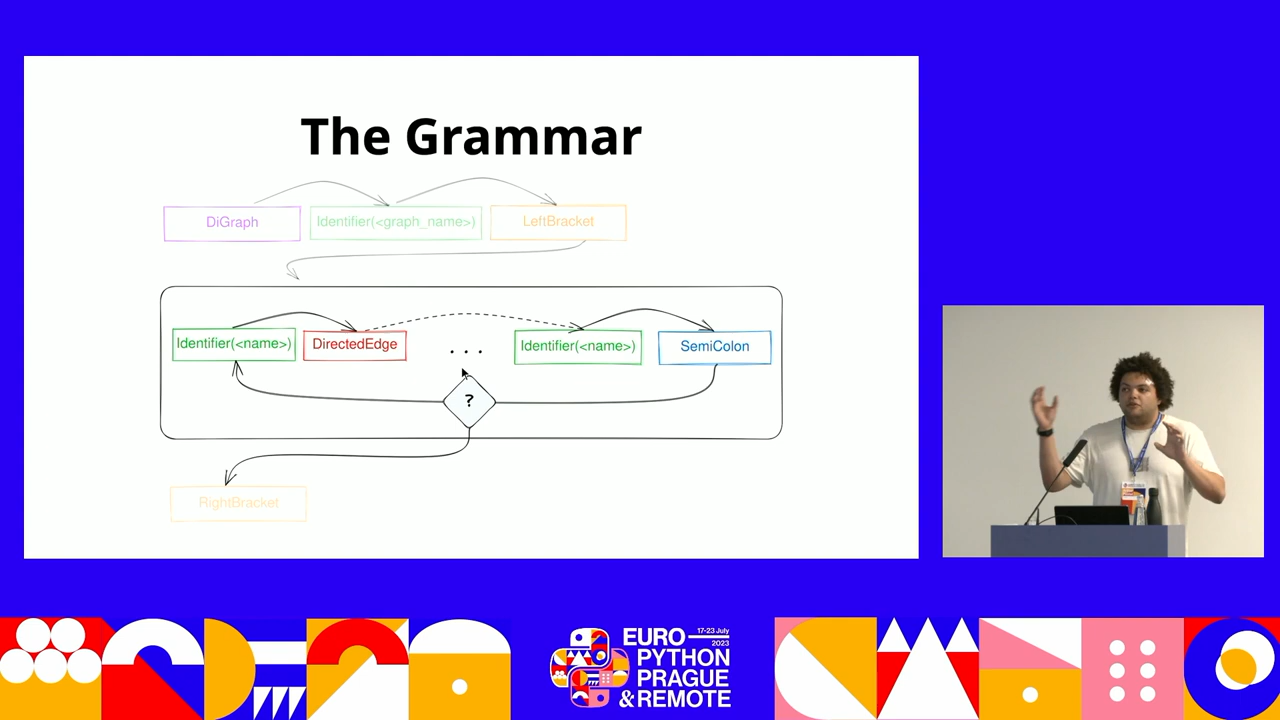 The Grammar
DiGraph
Identifier(<graph_name>)
LeftBracket
Identifier(<name>)
DirectedEdge
. . .
Identifier(<name>)
SemiColon
?
RightBracket
EURO
17-23 July
2023
PYTHON
PRAGUE
& REMOTE